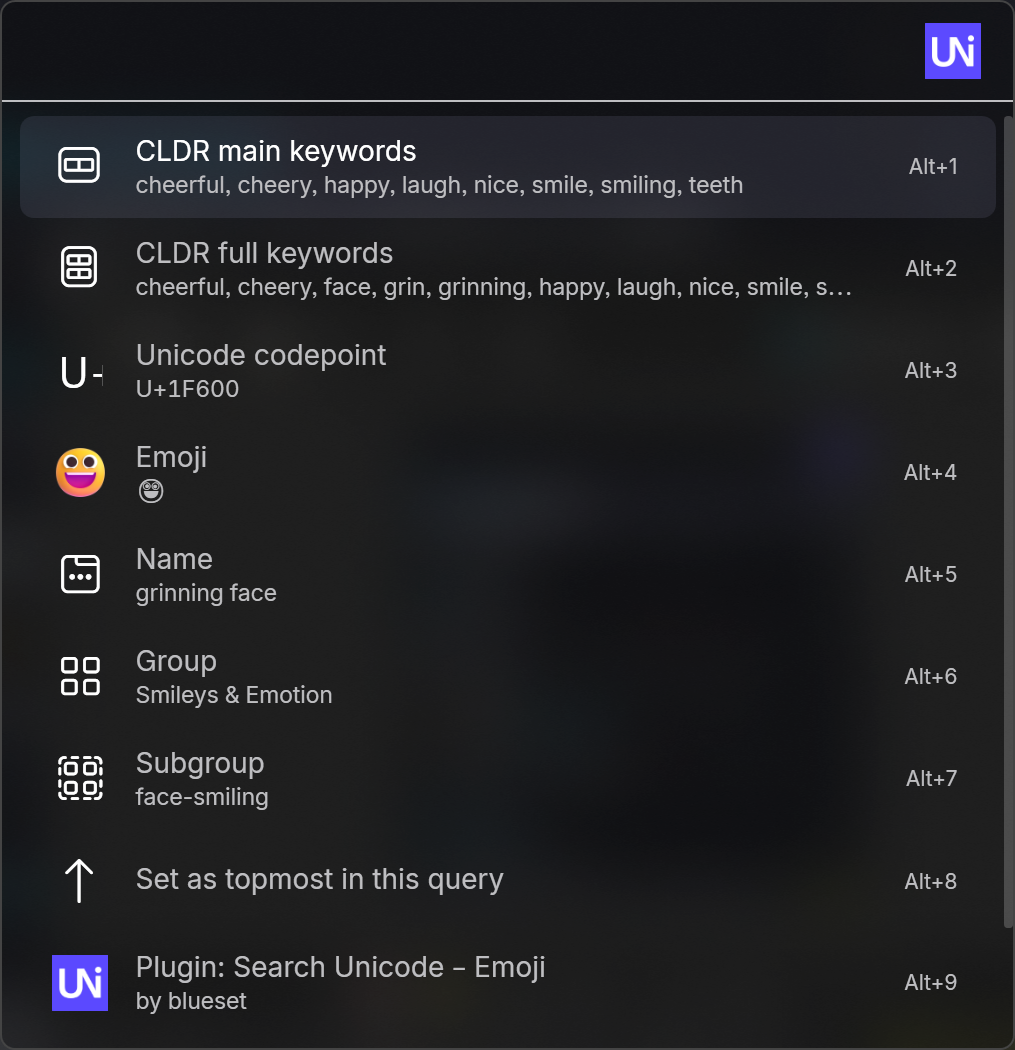 UNi
CLDR main keywords
cheerful, cheery, happy, laugh, nice, smile, smiling, teeth
Alt+1
CLDR full keywords
cheerful, cheery, face, grin, grinning, happy, laugh, nice, smile, s...
Alt+2
U+
Unicode codepoint
U+1F600
Alt+3
Emoji
😀
Alt+4
Name
grinning face
Alt+5
Group
Smileys & Emotion
Alt+6
Subgroup
face-smiling
Alt+7
Set as topmost in this query
Alt+8
UNi
Plugin: Search Unicode – Emoji
by blueset
Alt+9